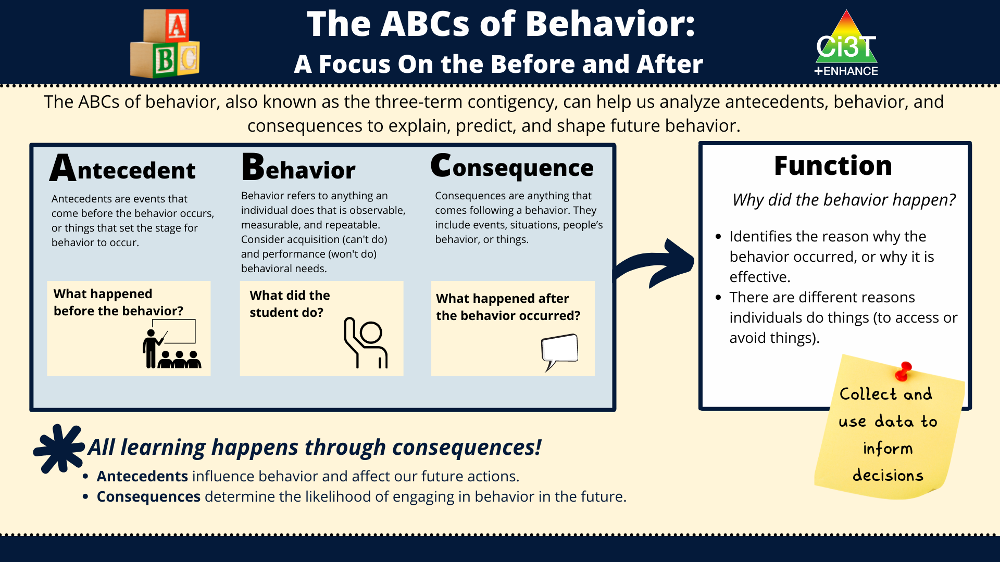 A
B C
The ABCs of Behavior:
A Focus On the Before and After
Ci3T
+ENHANCE
The ABCs of behavior, also known as the three-term contigency, can help us analyze antecedents, behavior, and
consequences to explain, predict, and shape future behavior.
Antecedent
Antecedents are events that
come before the behavior occurs,
or things that set the stage for
behavior to occur.
What happened
before the behavior?
Behavior
Behavior refers to anything an
individual does that is observable,
measurable, and repeatable.
Consider acquisition (can't do)
and performance (won't do)
behavioral needs.
What did the
student do?
Consequence
Consequences are anything that
comes following a behavior. They
include events, situations, people’s
behavior, or things.
What happened after
the behavior occurred?
Function
Why did the behavior happen?
• Identifies the reason why the
behavior occurred, or why it is
effective.
• There are different reasons
individuals do things (to access or
avoid things).
Collect and
use data to
inform
decisions
All learning happens through consequences!
• Antecedents influence behavior and affect our future actions.
• Consequences determine the likelihood of engaging in behavior in the future.